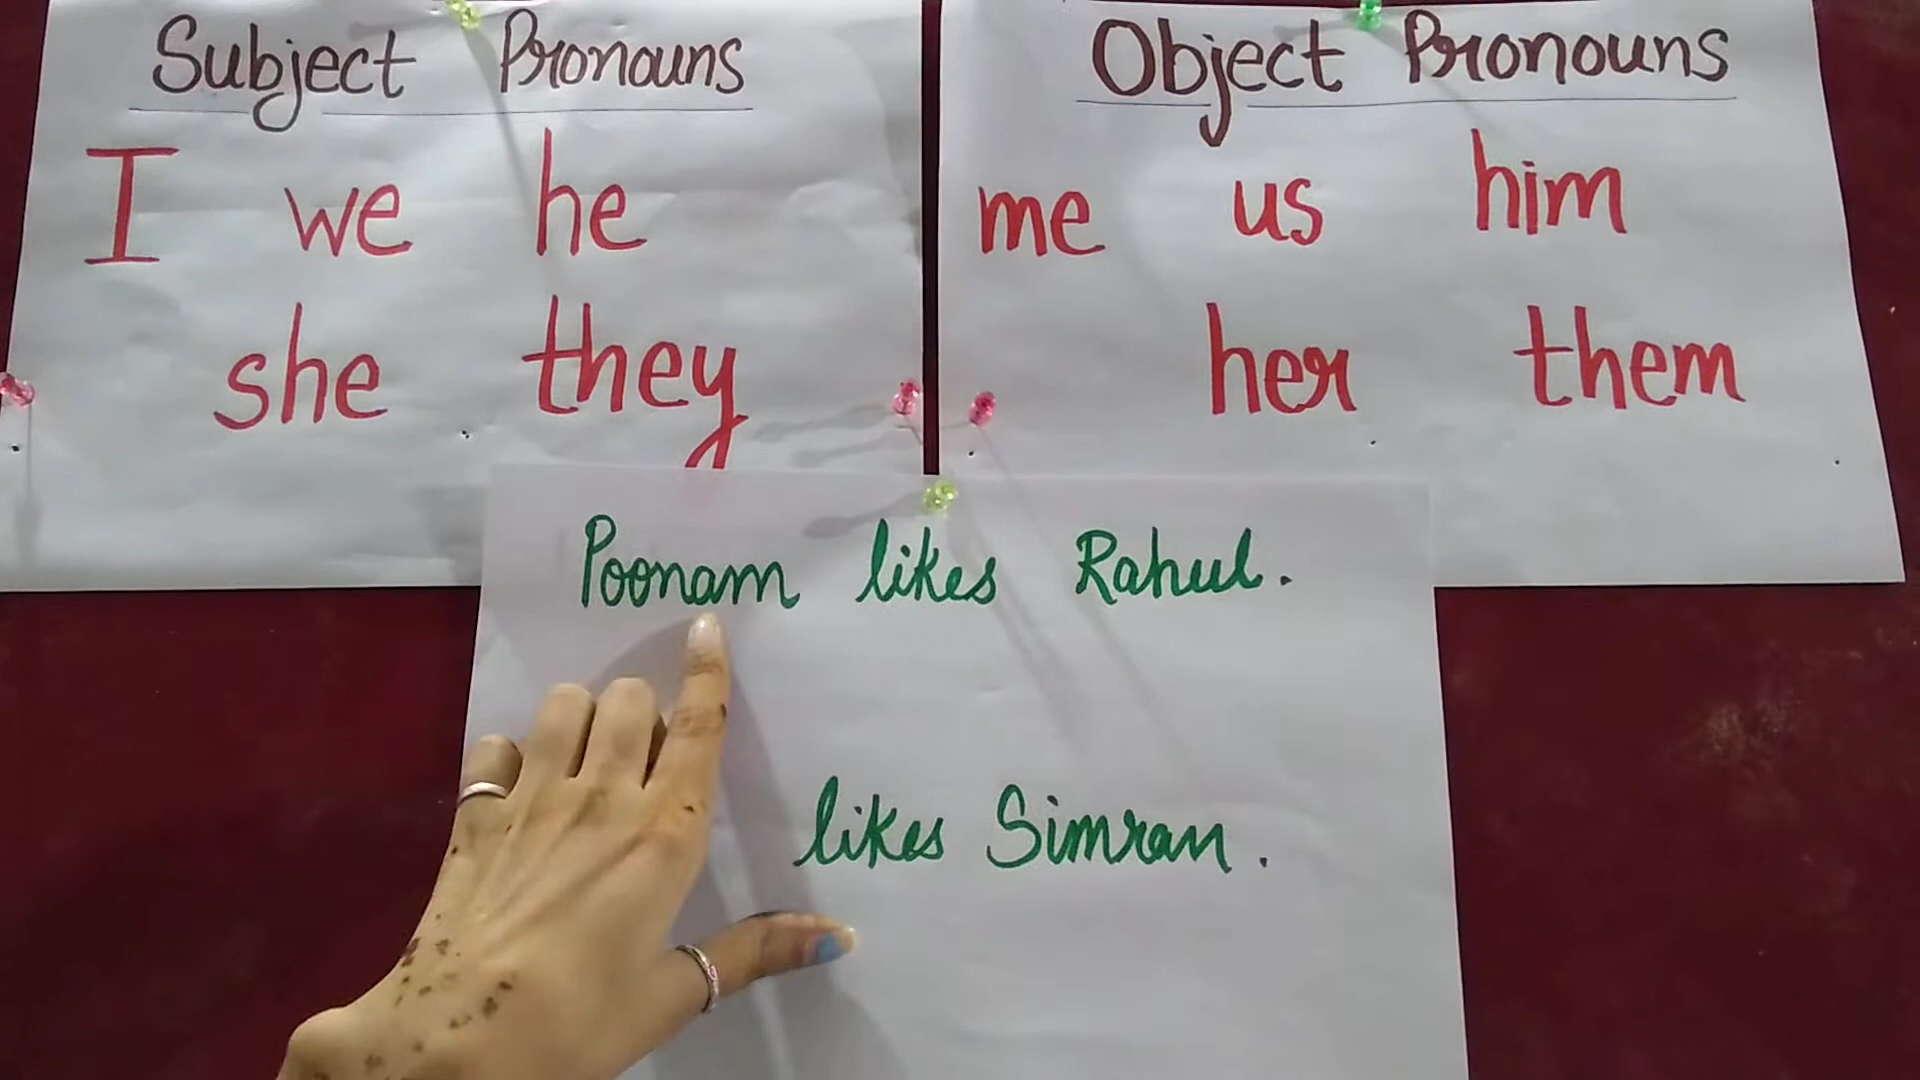 Subject Pronouns
I we he
she they
Object Pronouns
me us him
her them
Poonam likes Rahul.
likes Simran.